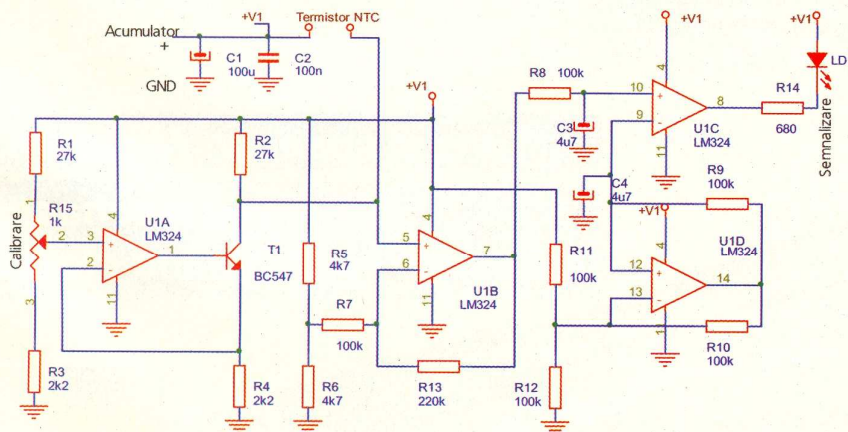 +V1
Termistor NTC
+V1
+V1
Acumulator
+
C1
100u
C2
100n
GND
+V1
R8
100k
4
10
+
9
-
8
11
U1C
LM324
R14
680
LD
Semnalizare
C3
4u7
C4
4u7
R9
100k
R1
27k
R2
27k
1
R15
1k
2
3
Calibrare
4
3
+
2
-
1
11
U1A
LM324
T1
BC547
R5
4k7
4
5
+
6
-
7
11
U1B
LM324
R7
100k
R11
100k
+V1
4
U1D
LM324
12
+
13
-
14
R10
100k
R3
2k2
R4
2k2
R6
4k7
R13
220k
R12
100k